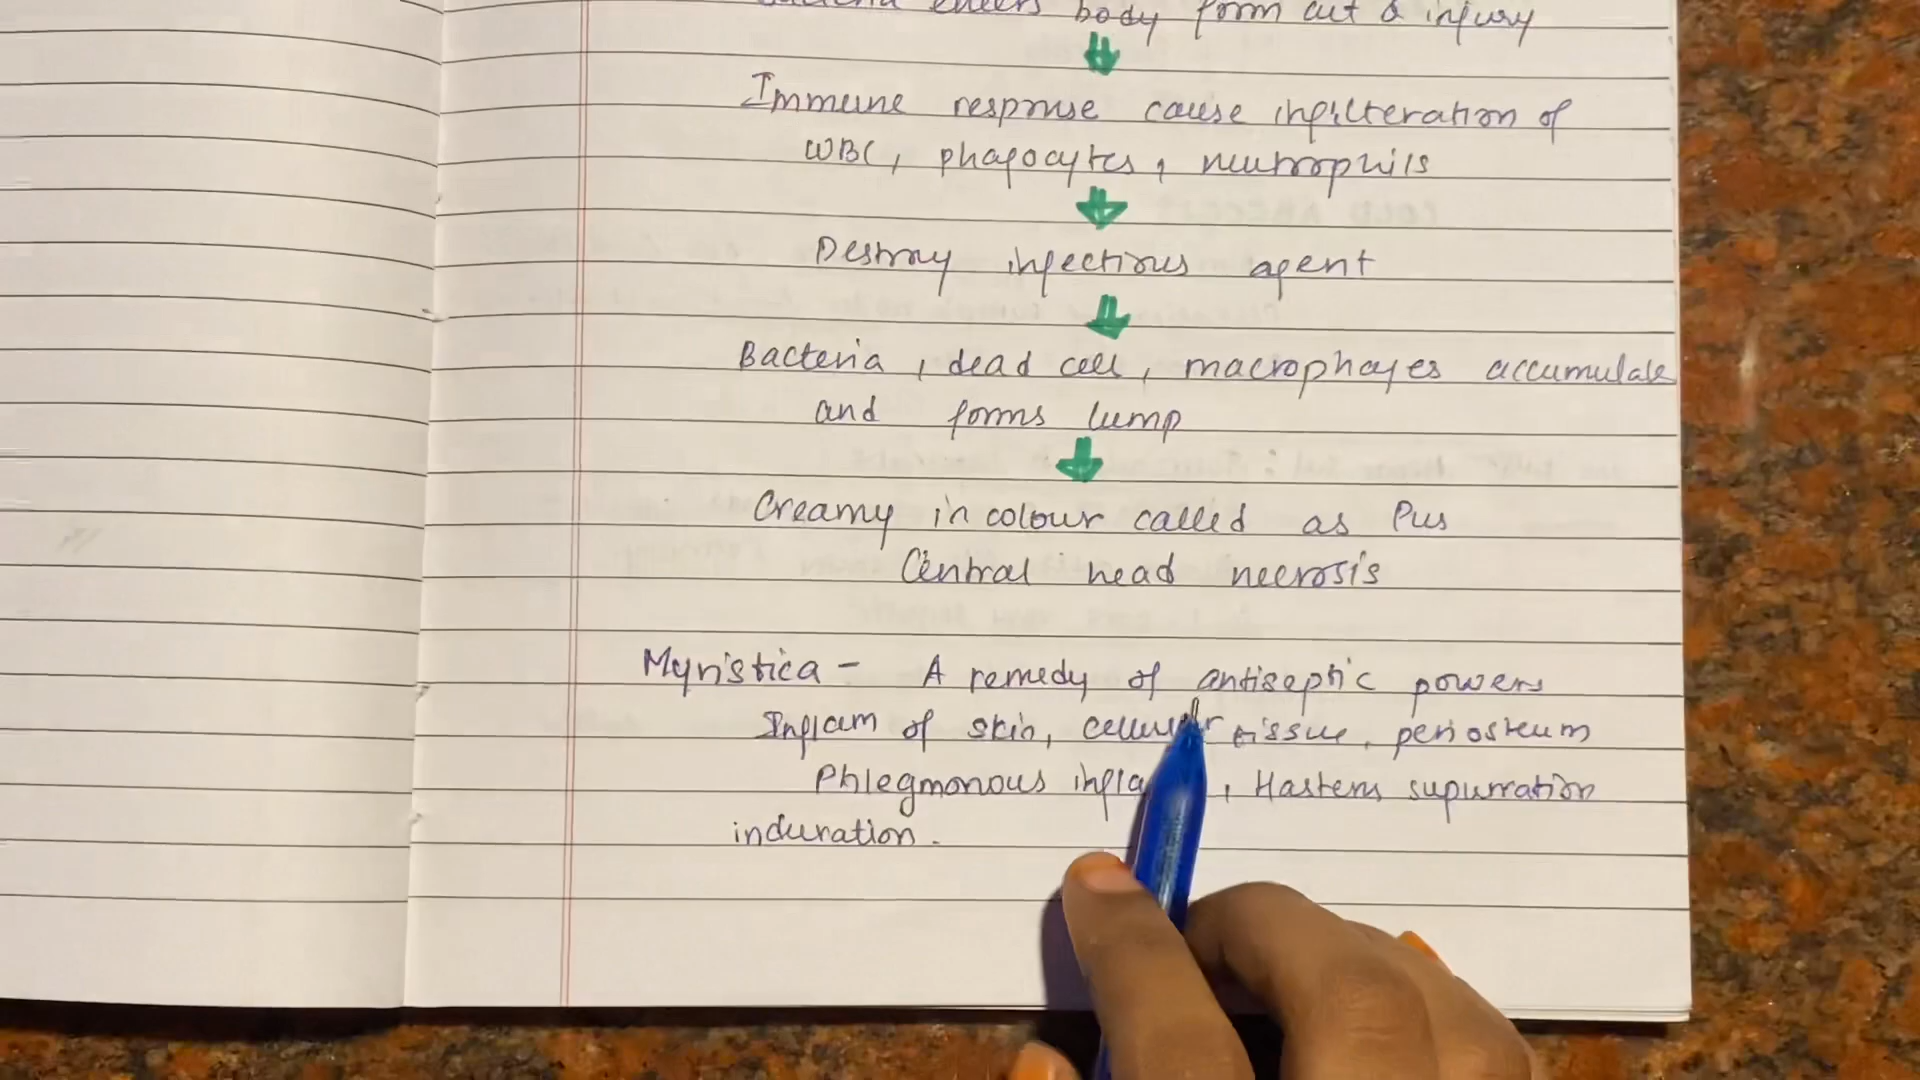 enters body form cut & injury
Immune response cause infilteration of
WBC, phagocytes, neutrophils
Destroy infectious agent
Bacteria, dead cell, macrophages accumulate
and forms lump
Creamy in colour called as Pus
Central head necrosis
Myristica - A remedy of antiseptic powers
Inflam of skin, cellular tissue, periosteum
Phlegmonous , Hastens supurration
induration.